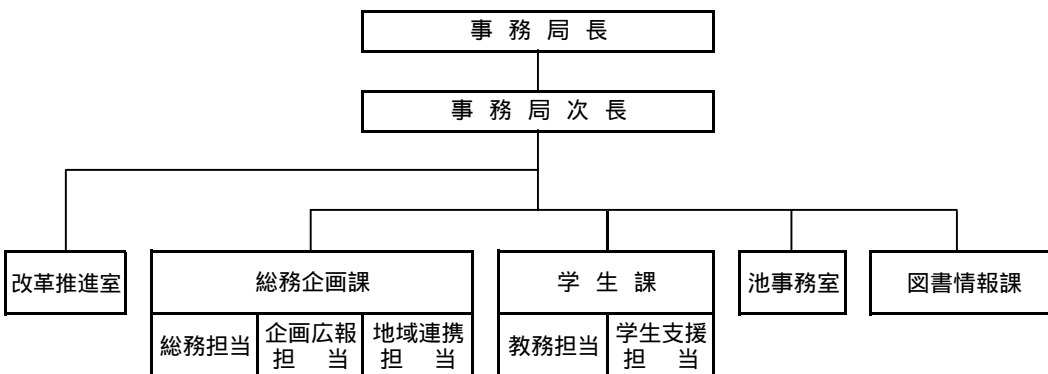 事務局長
事務局次長
改革推進室
総務企画課
学生課
池事務室
図書情報課
総務担当
企画広報
担当
地域連携
担当
教務担当
学生支援
担当